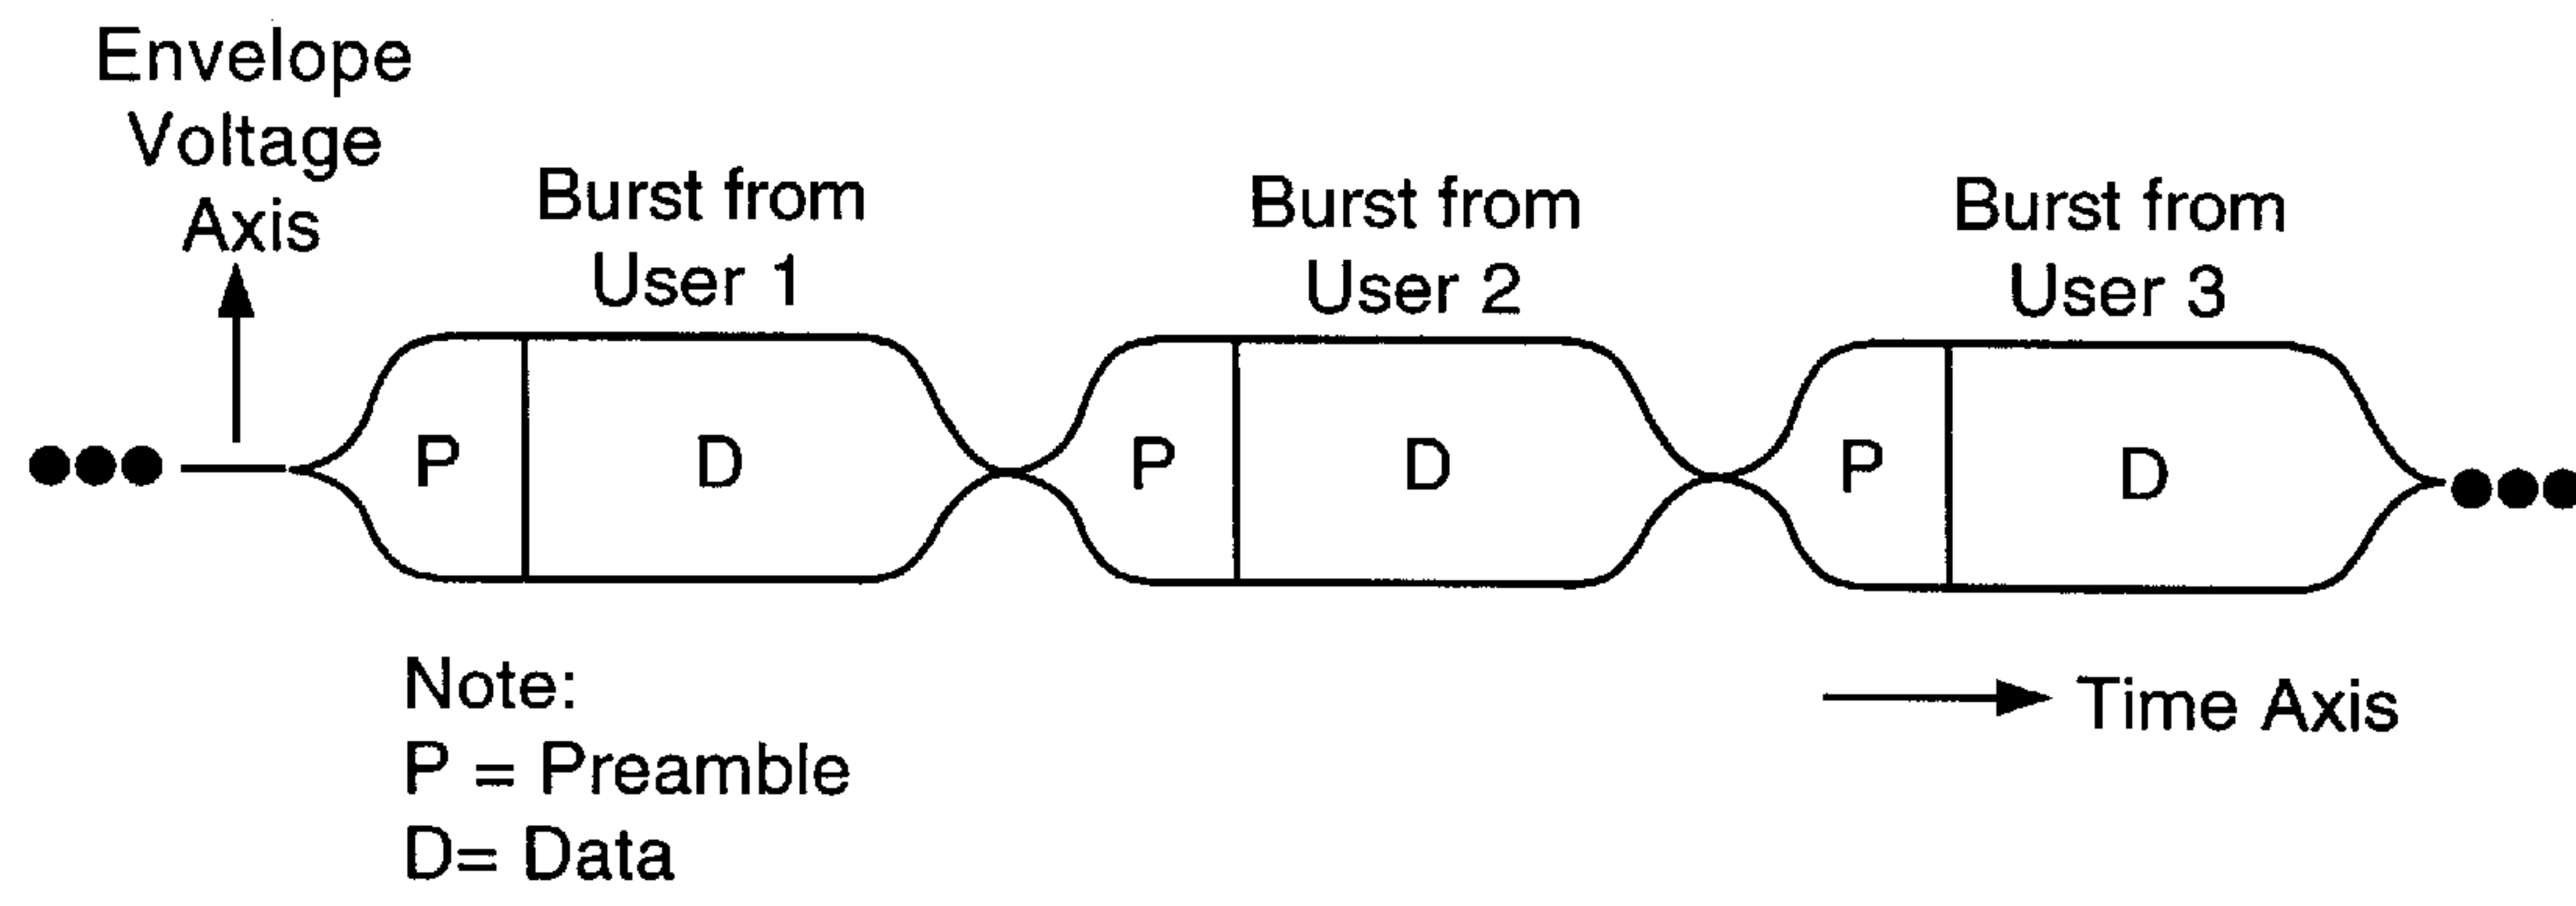 Envelope
Voltage
Axis
Burst from
User 1
Burst from
User 2
Burst from
User 3
P
D
P
D
P
D
Note:
P = Preamble
D= Data
Time Axis